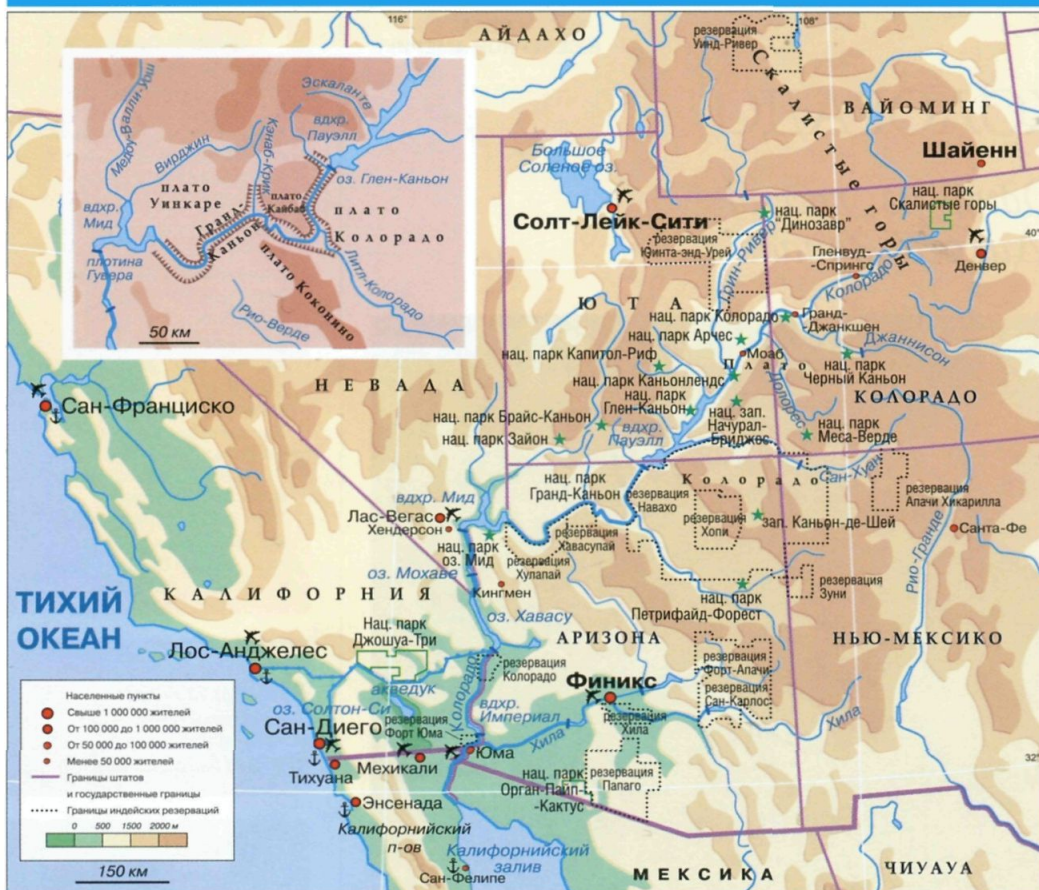 116°
108°
АЙДАХО
резервация
Уинд-Ривер
Скалистые горы
ВАЙОМИНГ
Шайенн
Большое
Соленое оз.
Солт-Лейк-Сити
нац. парк
"Динозавр"
нац. парк
Скалистые горы
40°
Денвер
резервация
Юинта-энд-Урей
Грин-Ривер
Гленвуд-
-Спрингс
Колорадо
ЮТА
нац. парк Колорадо
Гранд-
-Джанкшен
нац. парк Арчес
Моаб
Джаннисон
нац. парк Капитол-Риф
Плато
нац. парк
Черный Каньон
НЕВАДА
нац. парк Каньонлендс
нац. парк
Глен-Каньон
Долорес
КОЛОРАДО
нац. парк Брайс-Каньон
нац. зап.
Начурал-
Бриджес
нац. парк
Меса-Верде
вдхр.
Пауэлл
нац. парк Зайон
Сан-Хуан
Сан-Франциско
нац. парк
Гранд-Каньон
Колорадо
резервация
Навахо
резервация
Апачи Хикарилла
вдхр. Мид
Лас-Вегас
Хендерсон
резервация
Хопи
зап. Каньон-де-Шей
Санта-Фе
нац. парк
оз. Мид
резервация
Хавасупай
резервация
Хулапай
Рио-Гранде
оз. Мохаве
Кингмен
резервация
Зуни
нац. парк
Петрифайд-Форест
ТИХИЙ
ОКЕАН
КАЛИФОРНИЯ
оз. Хавасу
Нац. парк
Джошуа-Три
АРИЗОНА
НЬЮ-МЕКСИКО
Лос-Анджелес
резервация
Колорадо
резервация
Форт-Апачи
акведук
Колорадо
Финикс
резервация
Сан-Карлос
оз. Солтон-Си
вдхр.
Империал
резервация
Хила
Сан-Диего
резервация
Форт Юма
Хила
Хила
32°
Тихуана
Мехикали
Юма
нац. парк
Орган-Пайп-
-Кактус
резервация
Папаго
Энсенада
Калифорнийский
п-ов
Калифорнийский
залив
Сан-Фелипе
МЕКСИКА
ЧИУАУА
Медоу-Валли-Уош
Вирджин
Кэнаб-Крик
Эскаланте
вдхр.
Пауэлл
оз. Глен-Каньон
плато
Уинкаре
плато
Кайбаб
плато
Колорадо
вдхр.
Мид
Гранд-
Каньон
плотина
Гувера
плато Коконино
Литл-Колорадо
Рио-Верде
50 км
Населенные пункты
Свыше 1 000 000 жителей
От 100 000 до 1 000 000 жителей
От 50 000 до 100 000 жителей
Менее 50 000 жителей
Границы штатов
и государственные границы
Границы индейских резерваций
0 500 1500 2000 м
150 км